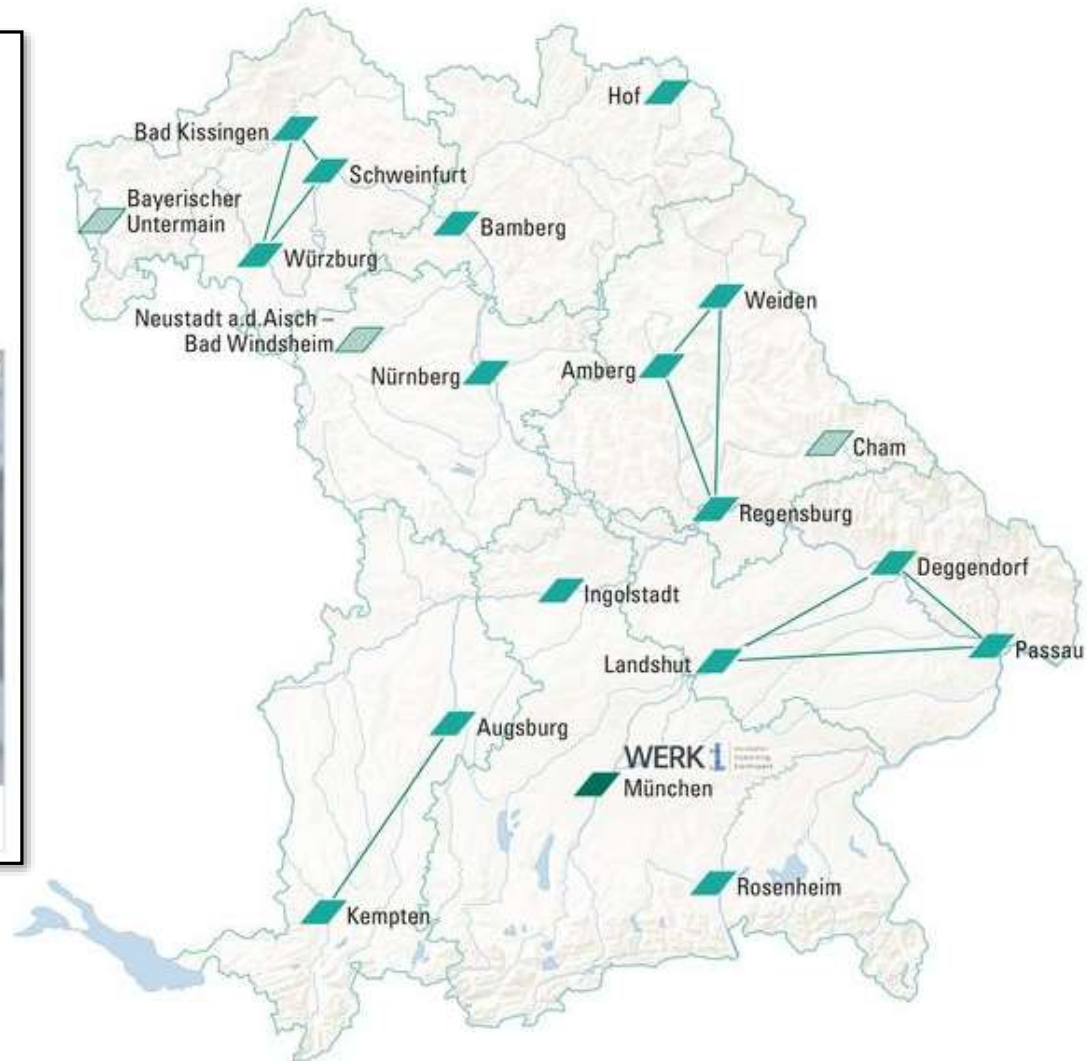 Hof
Bad Kissingen
Schweinfurt
Bayerischer
Untermain
Bamberg
Würzburg
Weiden
Neustadt a.d.Aisch –
Bad Windsheim
Amberg
Nürnberg
Cham
Regensburg
Deggendorf
Ingolstadt
Passau
Landshut
Augsburg
WERK1
München
Rosenheim
Kempten